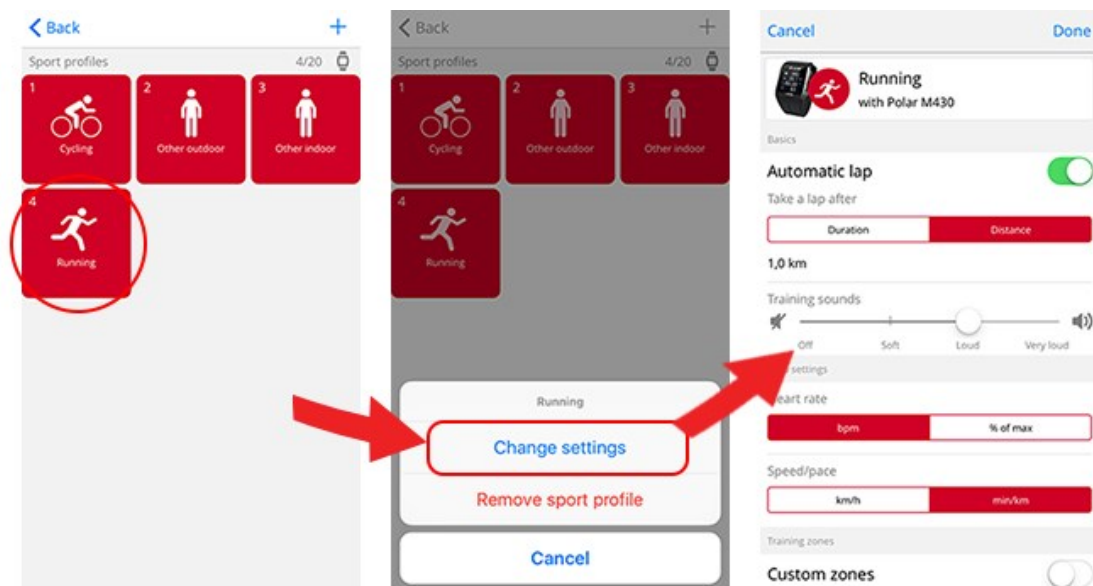 Back
Sport profiles 4/20
1 2 3
Cycling Other outdoor Other indoor
4
Running
Back
Sport profiles 4/20
1 2 3
Cycling Other outdoor Other indoor
4
Running
Running
Change settings
Remove sport profile
Cancel
Cancel Done
Running
with Polar M430
Basics
Automatic lap
Take a lap after
Duration Distance
1,0 km
Training sounds
Off Soft Loud Very loud
settings
eart rate
bpm % of max
Speed/pace
km/h min/km
Training zones
Custom zones